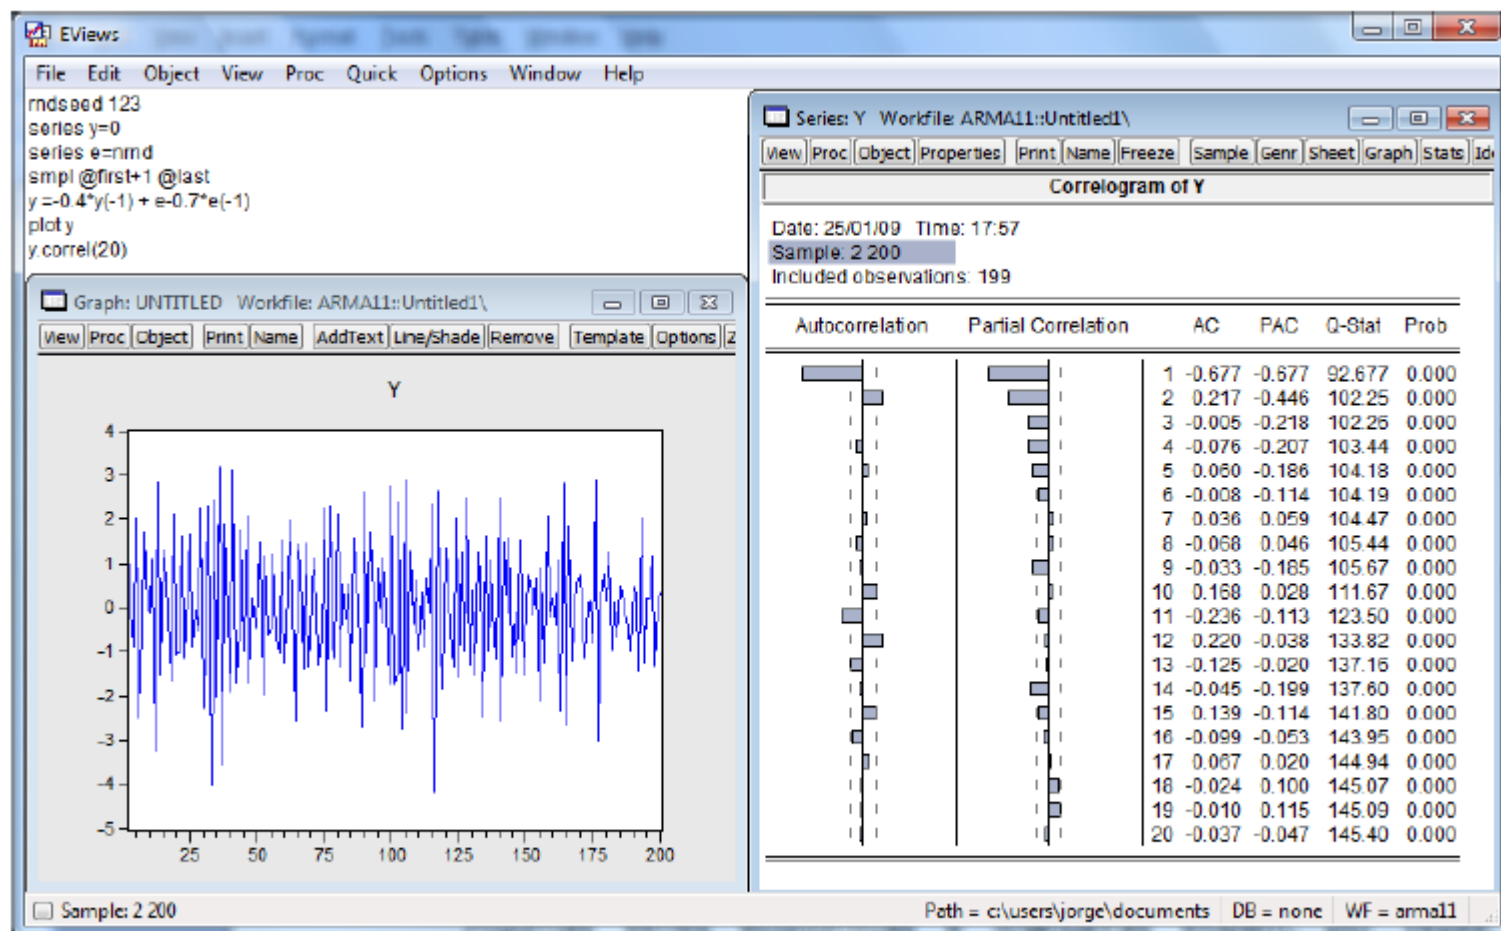 EViews
File Edit Object View Proc Quick Options Window Help
rndseed 123
series y=0
series e=nrnd
smpl @first+1 @last
y =-0.4*y(-1) + e-0.7*e(-1)
plot y
y.correl(20)
Graph: UNTITLED Workfile: ARMA11::Untitled1\
View Proc Object Print Name AddText Line/Shade Remove Template Options Z
Y
4
3
2
1
0
-1
-2
-3
-4
-5
25 50 75 100 125 150 175 200
Series: Y Workfile: ARMA11::Untitled1\
View Proc Object Properties Print Name Freeze Sample Genr Sheet Graph Stats Ide
Correlogram of Y
Date: 25/01/09 Time: 17:57
Sample: 2 200
Included observations: 199
Autocorrelation Partial Correlation AC PAC Q-Stat Prob
1 -0.677 -0.677 92.677 0.000
2 0.217 -0.446 102.25 0.000
3 -0.005 -0.218 102.26 0.000
4 -0.076 -0.207 103.44 0.000
5 0.060 -0.186 104.18 0.000
6 -0.008 -0.114 104.19 0.000
7 0.036 0.059 104.47 0.000
8 -0.068 0.046 105.44 0.000
9 -0.033 -0.185 105.67 0.000
10 0.168 0.028 111.67 0.000
11 -0.236 -0.113 123.50 0.000
12 0.220 -0.038 133.82 0.000
13 -0.125 -0.020 137.16 0.000
14 -0.045 -0.199 137.60 0.000
15 0.139 -0.114 141.80 0.000
16 -0.099 -0.053 143.95 0.000
17 0.067 0.020 144.94 0.000
18 -0.024 0.100 145.07 0.000
19 -0.010 0.115 145.09 0.000
20 -0.037 -0.047 145.40 0.000
Sample: 2 200
Path = c:\users\jorge\documents DB = none WF = arma11